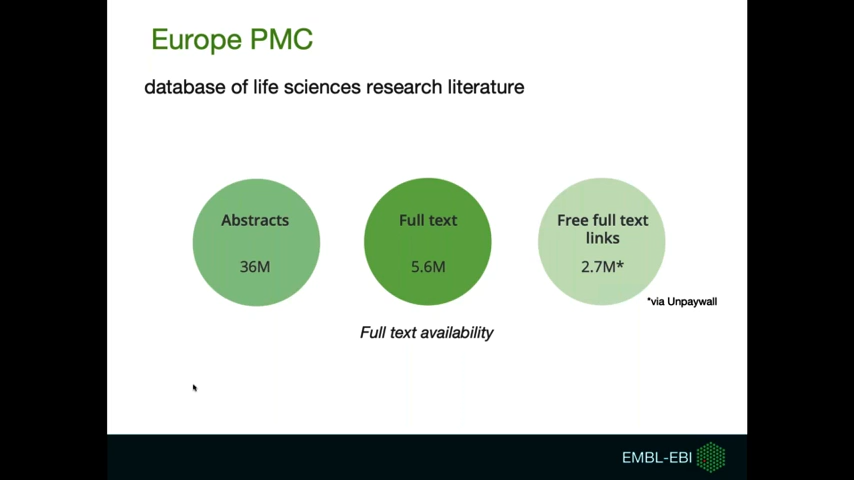 Europe PMC
database of life sciences research literature
Abstracts
36M
Full text
5.6M
Free full text
links
2.7M*
*via Unpaywall
Full text availability
EMBL-EBI